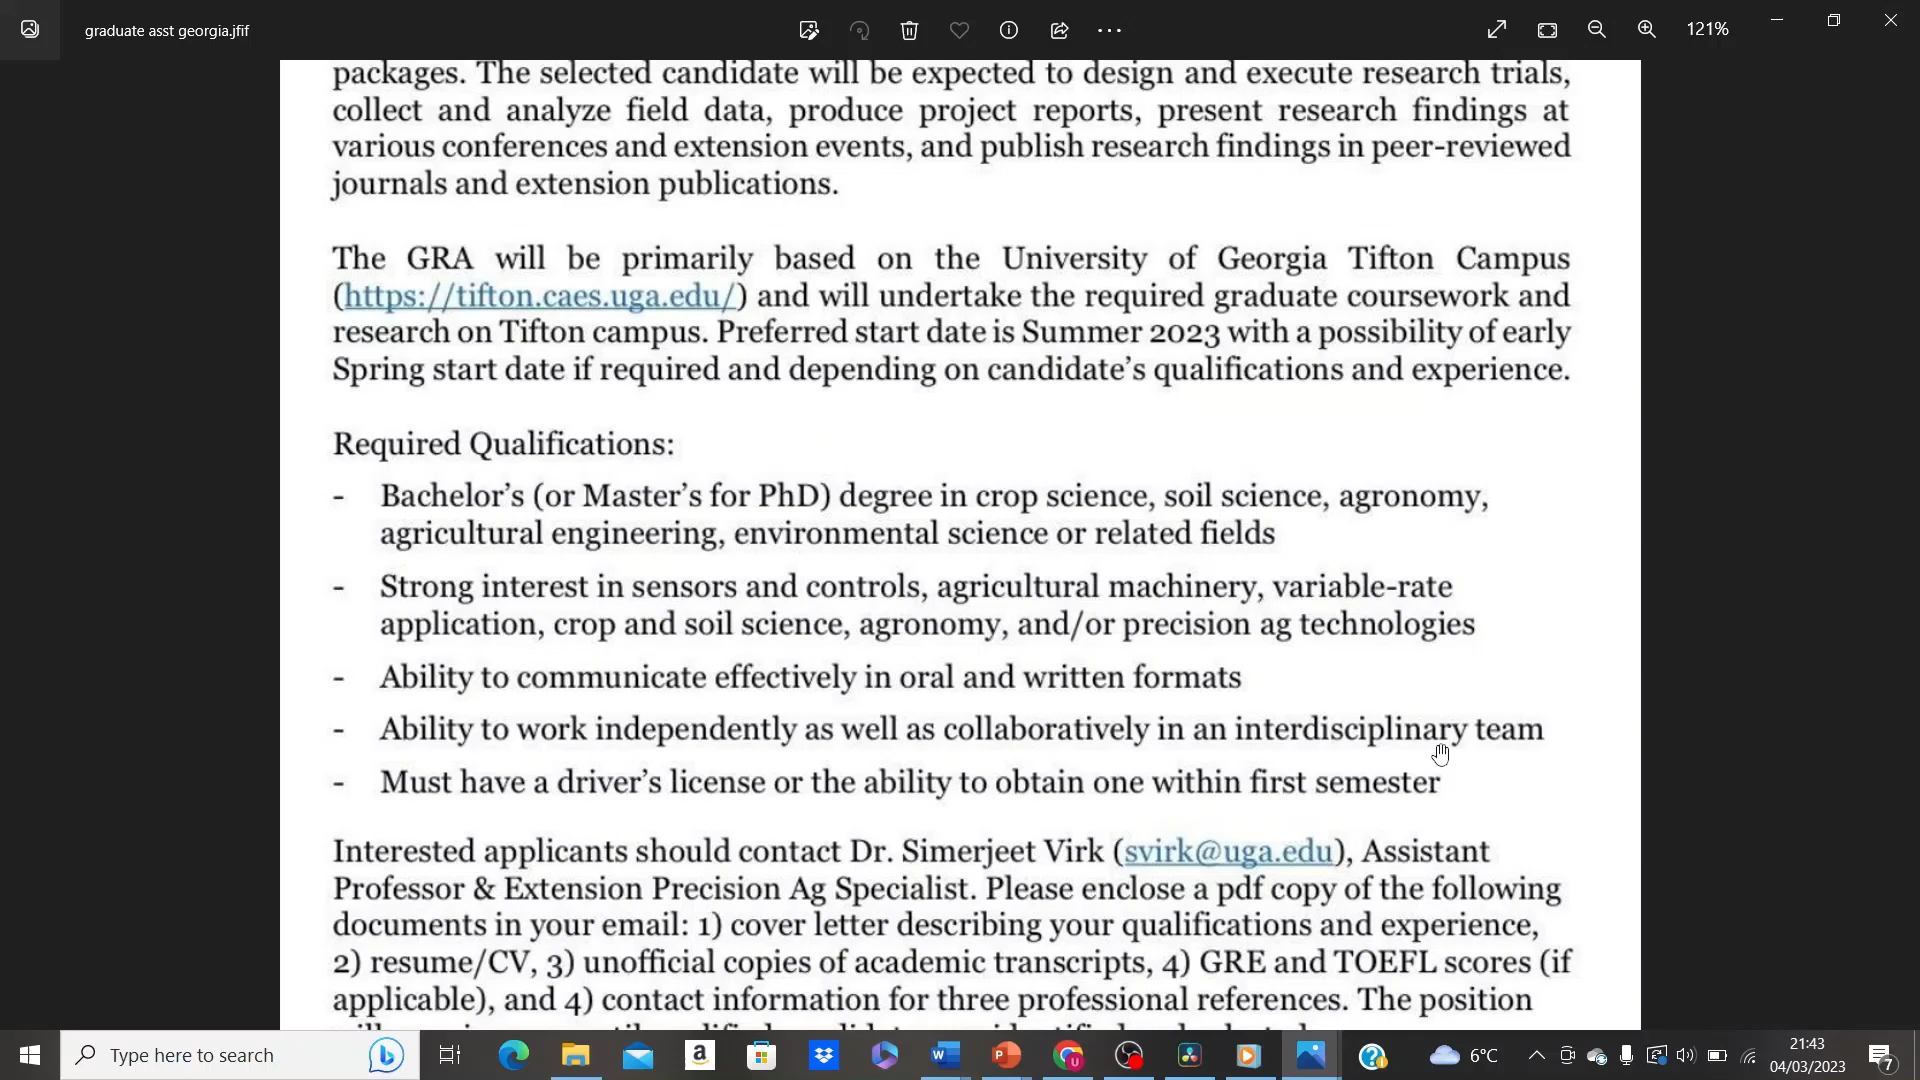 graduate asst georgia.jfif
121%
packages. The selected candidate will be expected to design and execute research trials,
collect and analyze field data, produce project reports, present research findings at
various conferences and extension events, and publish research findings in peer-reviewed
journals and extension publications.
The GRA will be primarily based on the University of Georgia Tifton Campus
(https://tifton.caes.uga.edu/) and will undertake the required graduate coursework and
research on Tifton campus. Preferred start date is Summer 2023 with a possibility of early
Spring start date if required and depending on candidate's qualifications and experience.
Required Qualifications:
- Bachelor's (or Master's for PhD) degree in crop science, soil science, agronomy,
agricultural engineering, environmental science or related fields
- Strong interest in sensors and controls, agricultural machinery, variable-rate
application, crop and soil science, agronomy, and/or precision ag technologies
- Ability to communicate effectively in oral and written formats
- Ability to work independently as well as collaboratively in an interdisciplinary team
- Must have a driver's license or the ability to obtain one within first semester
Interested applicants should contact Dr. Simerjeet Virk (svirk@uga.edu), Assistant
Professor & Extension Precision Ag Specialist. Please enclose a pdf copy of the following
documents in your email: 1) cover letter describing your qualifications and experience,
2) resume/CV, 3) unofficial copies of academic transcripts, 4) GRE and TOEFL scores (if
applicable), and 4) contact information for three professional references. The position
Type here to search
6°C
21:43
04/03/2023
7